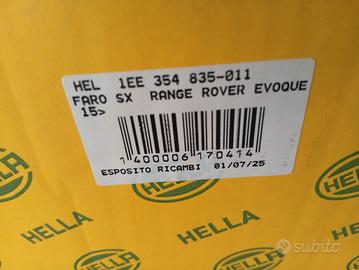 HEL 1EE 354 835-011
FARO SX RANGE ROVER EVOQUE
15>
1 400006 170414
ESPOSITO RICAMBI 01/07/25
HELLA
HELLA
HELLA
HELLA
HELLA
subito